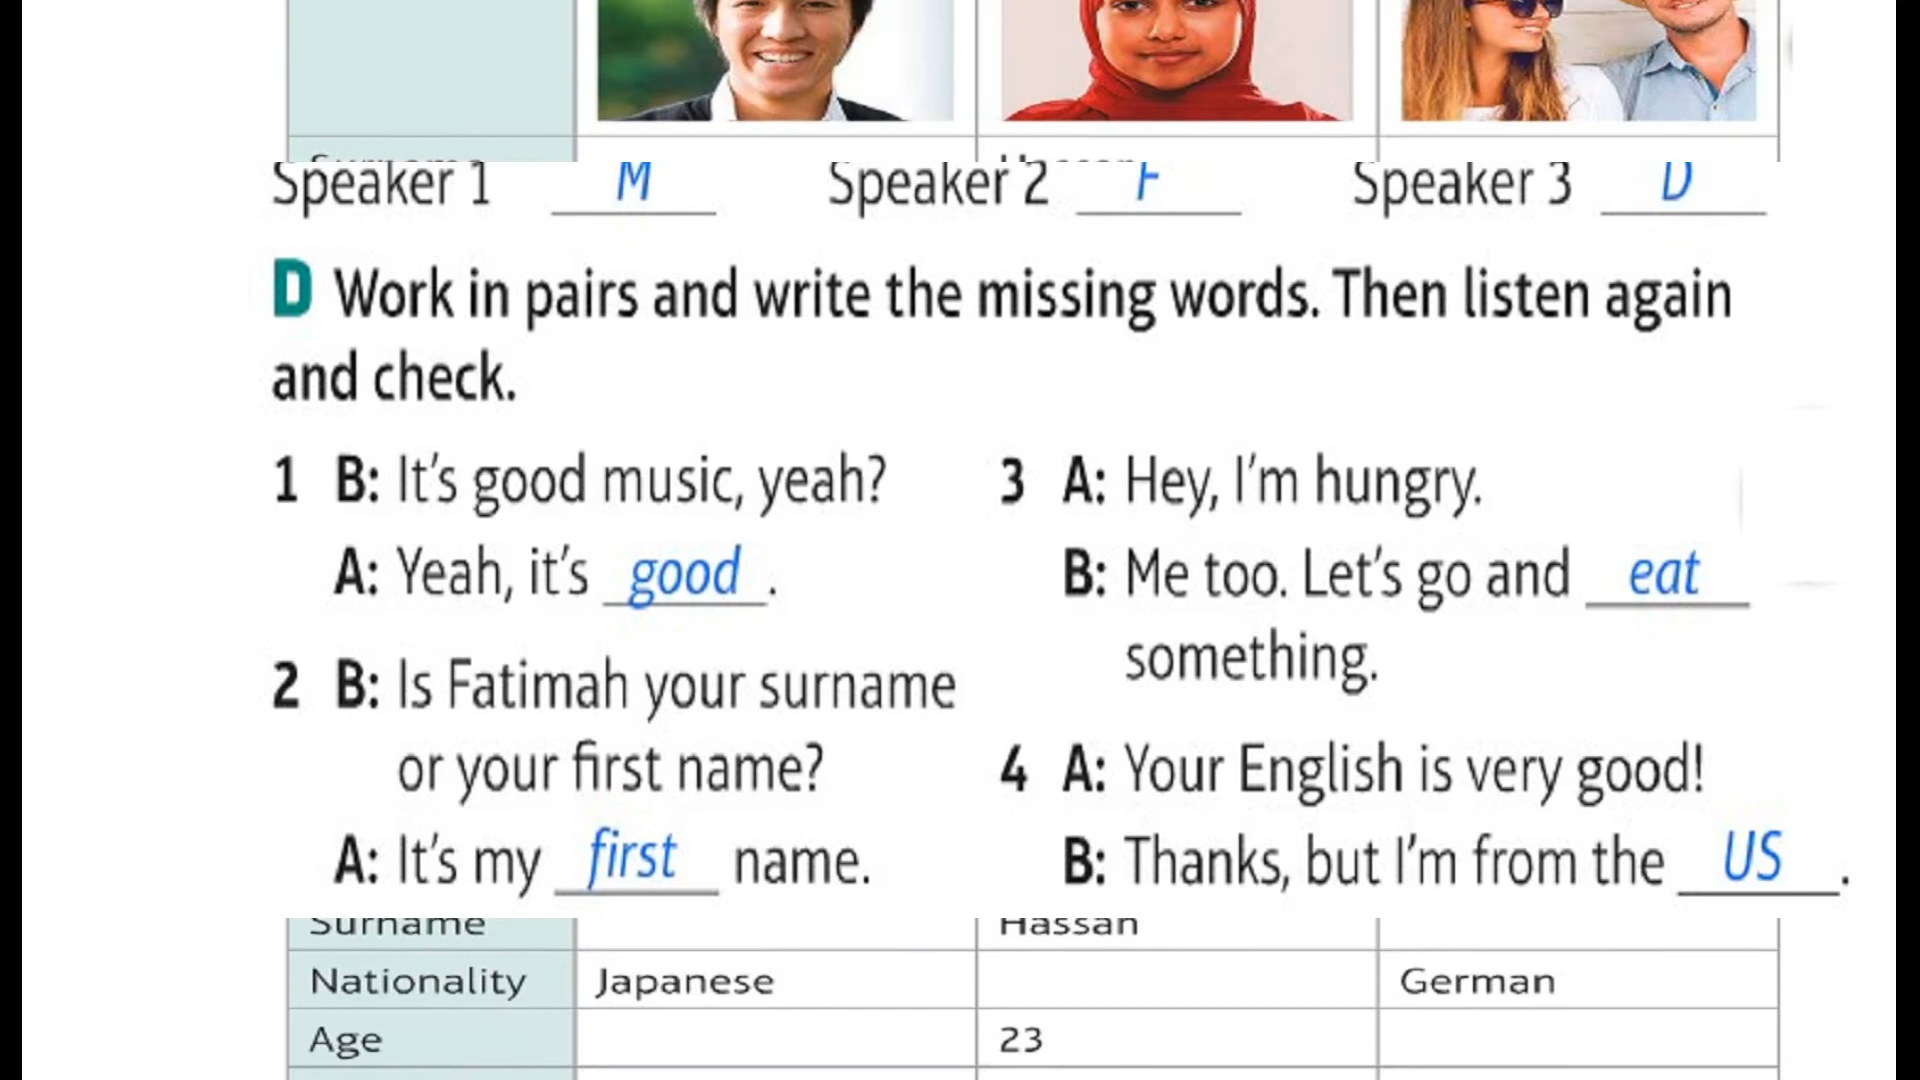 Speaker 1 M Speaker 2 F Speaker 3 D
D Work in pairs and write the missing words. Then listen again
and check.
1 B: It's good music, yeah?
A: Yeah, it's good.
2 B: Is Fatimah your surname
or your first name?
A: It's my first name.
3 A: Hey, I'm hungry.
B: Me too. Let's go and eat
something.
4 A: Your English is very good!
B: Thanks, but I'm from the US.
Surname Hassan
Nationality Japanese German
Age 23